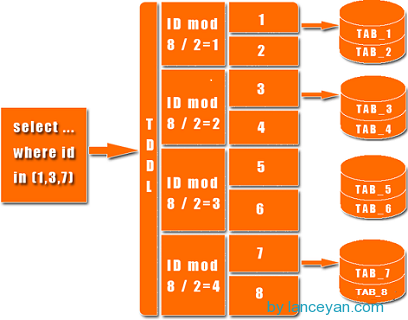 select ...
where id
in (1,3,7)
TDDL
ID mod
8 / 2=1
1
2
ID mod
8 / 2=2
3
4
ID mod
8 / 2=3
5
6
ID mod
8 / 2=4
7
8
TAB_1
TAB_2
TAB_3
TAB_4
TAB_5
TAB_6
TAB_7
TAB_8
by lanceyan.com